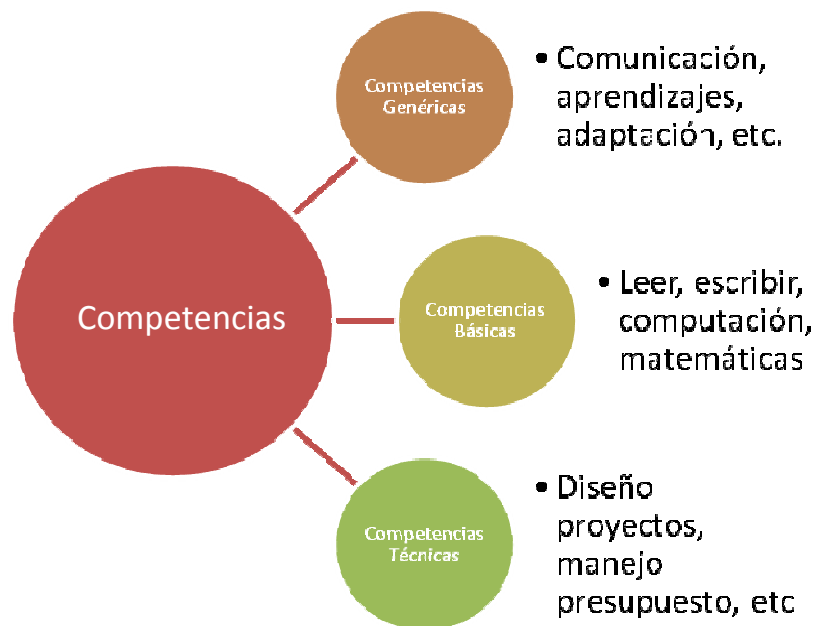 Competencias
Competencias
Genéricas
• Comunicación,
aprendizajes,
adaptación, etc.
Competencias
Básicas
• Leer, escribir,
computación,
matemáticas
Competencias
Técnicas
• Diseño
proyectos,
manejo
presupuesto, etc